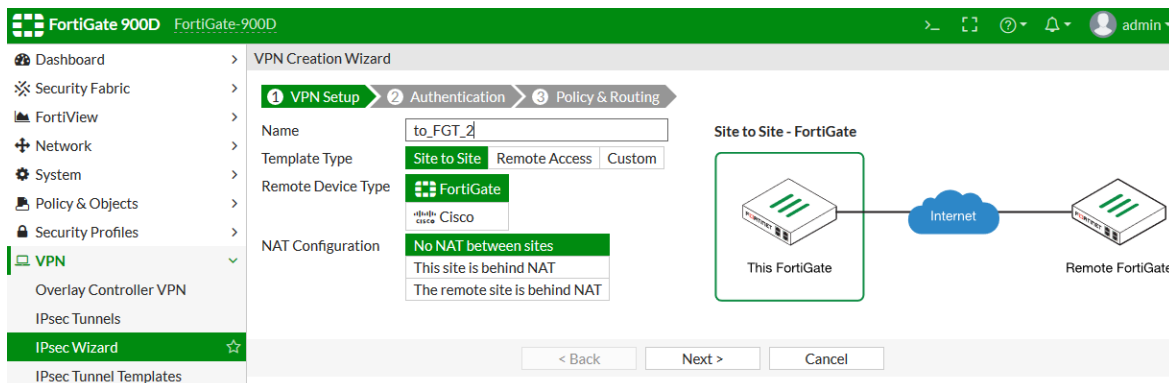 FortiGate 900D FortiGate-900D >_ admin
Dashboard
Security Fabric
FortiView
Network
System
Policy & Objects
Security Profiles
VPN
Overlay Controller VPN
IPsec Tunnels
IPsec Wizard
IPsec Tunnel Templates
VPN Creation Wizard
1 VPN Setup 2 Authentication 3 Policy & Routing
Name to_FGT_2
Template Type Site to Site Remote Access Custom
Remote Device Type FortiGate
CISCO Cisco
NAT Configuration No NAT between sites
This site is behind NAT
The remote site is behind NAT
Site to Site - FortiGate
Internet
This FortiGate
Remote FortiGate
< Back Next > Cancel